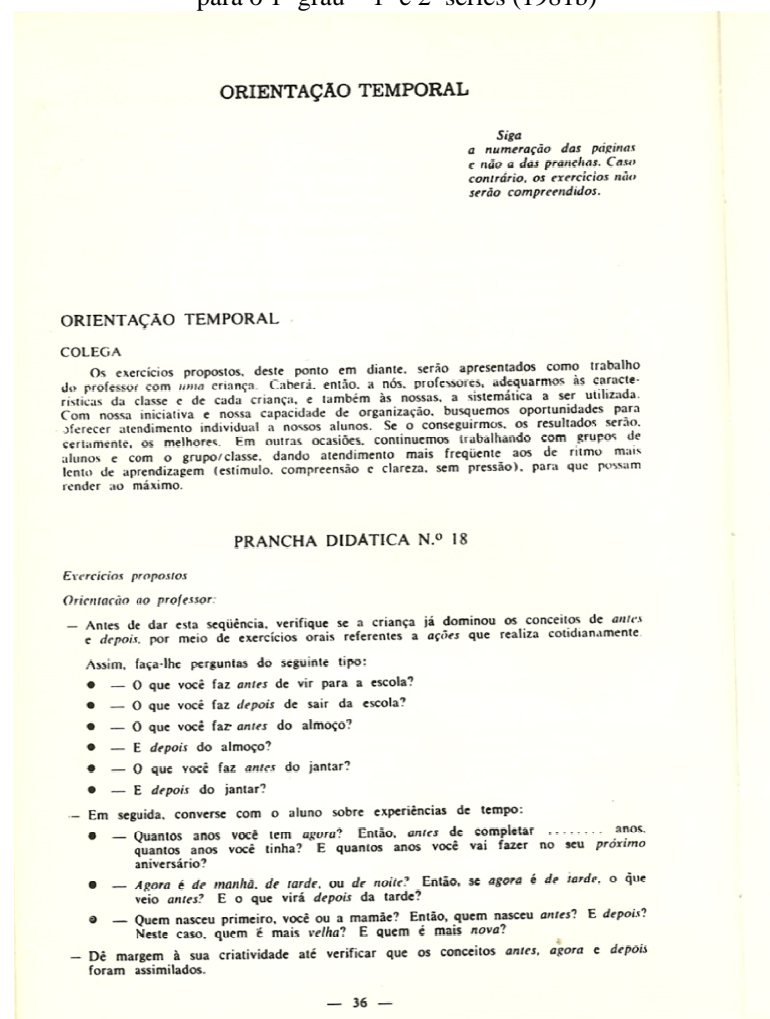 para o 1º grau – 1ª e 2ª séries (1981b)
ORIENTAÇÃO TEMPORAL
Siga
a numeração das páginas
e não a das pranchas. Caso
contrário, os exercícios não
serão compreendidos.
ORIENTAÇÃO TEMPORAL
COLEGA
Os exercícios propostos, deste ponto em diante, serão apresentados como trabalho
do professor com uma criança. Caberá, então, a nós, professores, adequarmos às caracte-
rísticas da classe e de cada criança, e também às nossas, a sistemática a ser utilizada.
Com nossa iniciativa e nossa capacidade de organização, busquemos oportunidades para
oferecer atendimento individual a nossos alunos. Se o conseguirmos, os resultados serão,
certamente, os melhores. Em outras ocasiões, continuemos trabalhando com grupos de
alunos e com o grupo/classe, dando atendimento mais freqüente aos de ritmo mais
lento de aprendizagem (estímulo, compreensão e clareza, sem pressão), para que possam
render ao máximo.
PRANCHA DIDÁTICA N.º 18
Exercícios propostos
Orientação ao professor:
— Antes de dar esta seqüência, verifique se a criança já dominou os conceitos de antes
e depois, por meio de exercícios orais referentes a ações que realiza cotidianamente.
Assim, faça-lhe perguntas do seguinte tipo:
● — O que você faz antes de vir para a escola?
● — O que você faz depois de sair da escola?
● — O que você faz antes do almoço?
● — E depois do almoço?
● — O que você faz antes do jantar?
● — E depois do jantar?
— Em seguida, converse com o aluno sobre experiências de tempo:
● — Quantos anos você tem agora? Então, antes de completar ........ anos,
quantos anos você tinha? E quantos anos você vai fazer no seu próximo
aniversário?
● — Agora é de manhã, de tarde, ou de noite? Então, se agora é de tarde, o que
veio antes? E o que virá depois da tarde?
● — Quem nasceu primeiro, você ou a mamãe? Então, quem nasceu antes? E depois?
Neste caso, quem é mais velha? E quem é mais nova?
— Dê margem à sua criatividade até verificar que os conceitos antes, agora e depois
foram assimilados.
— 36 —